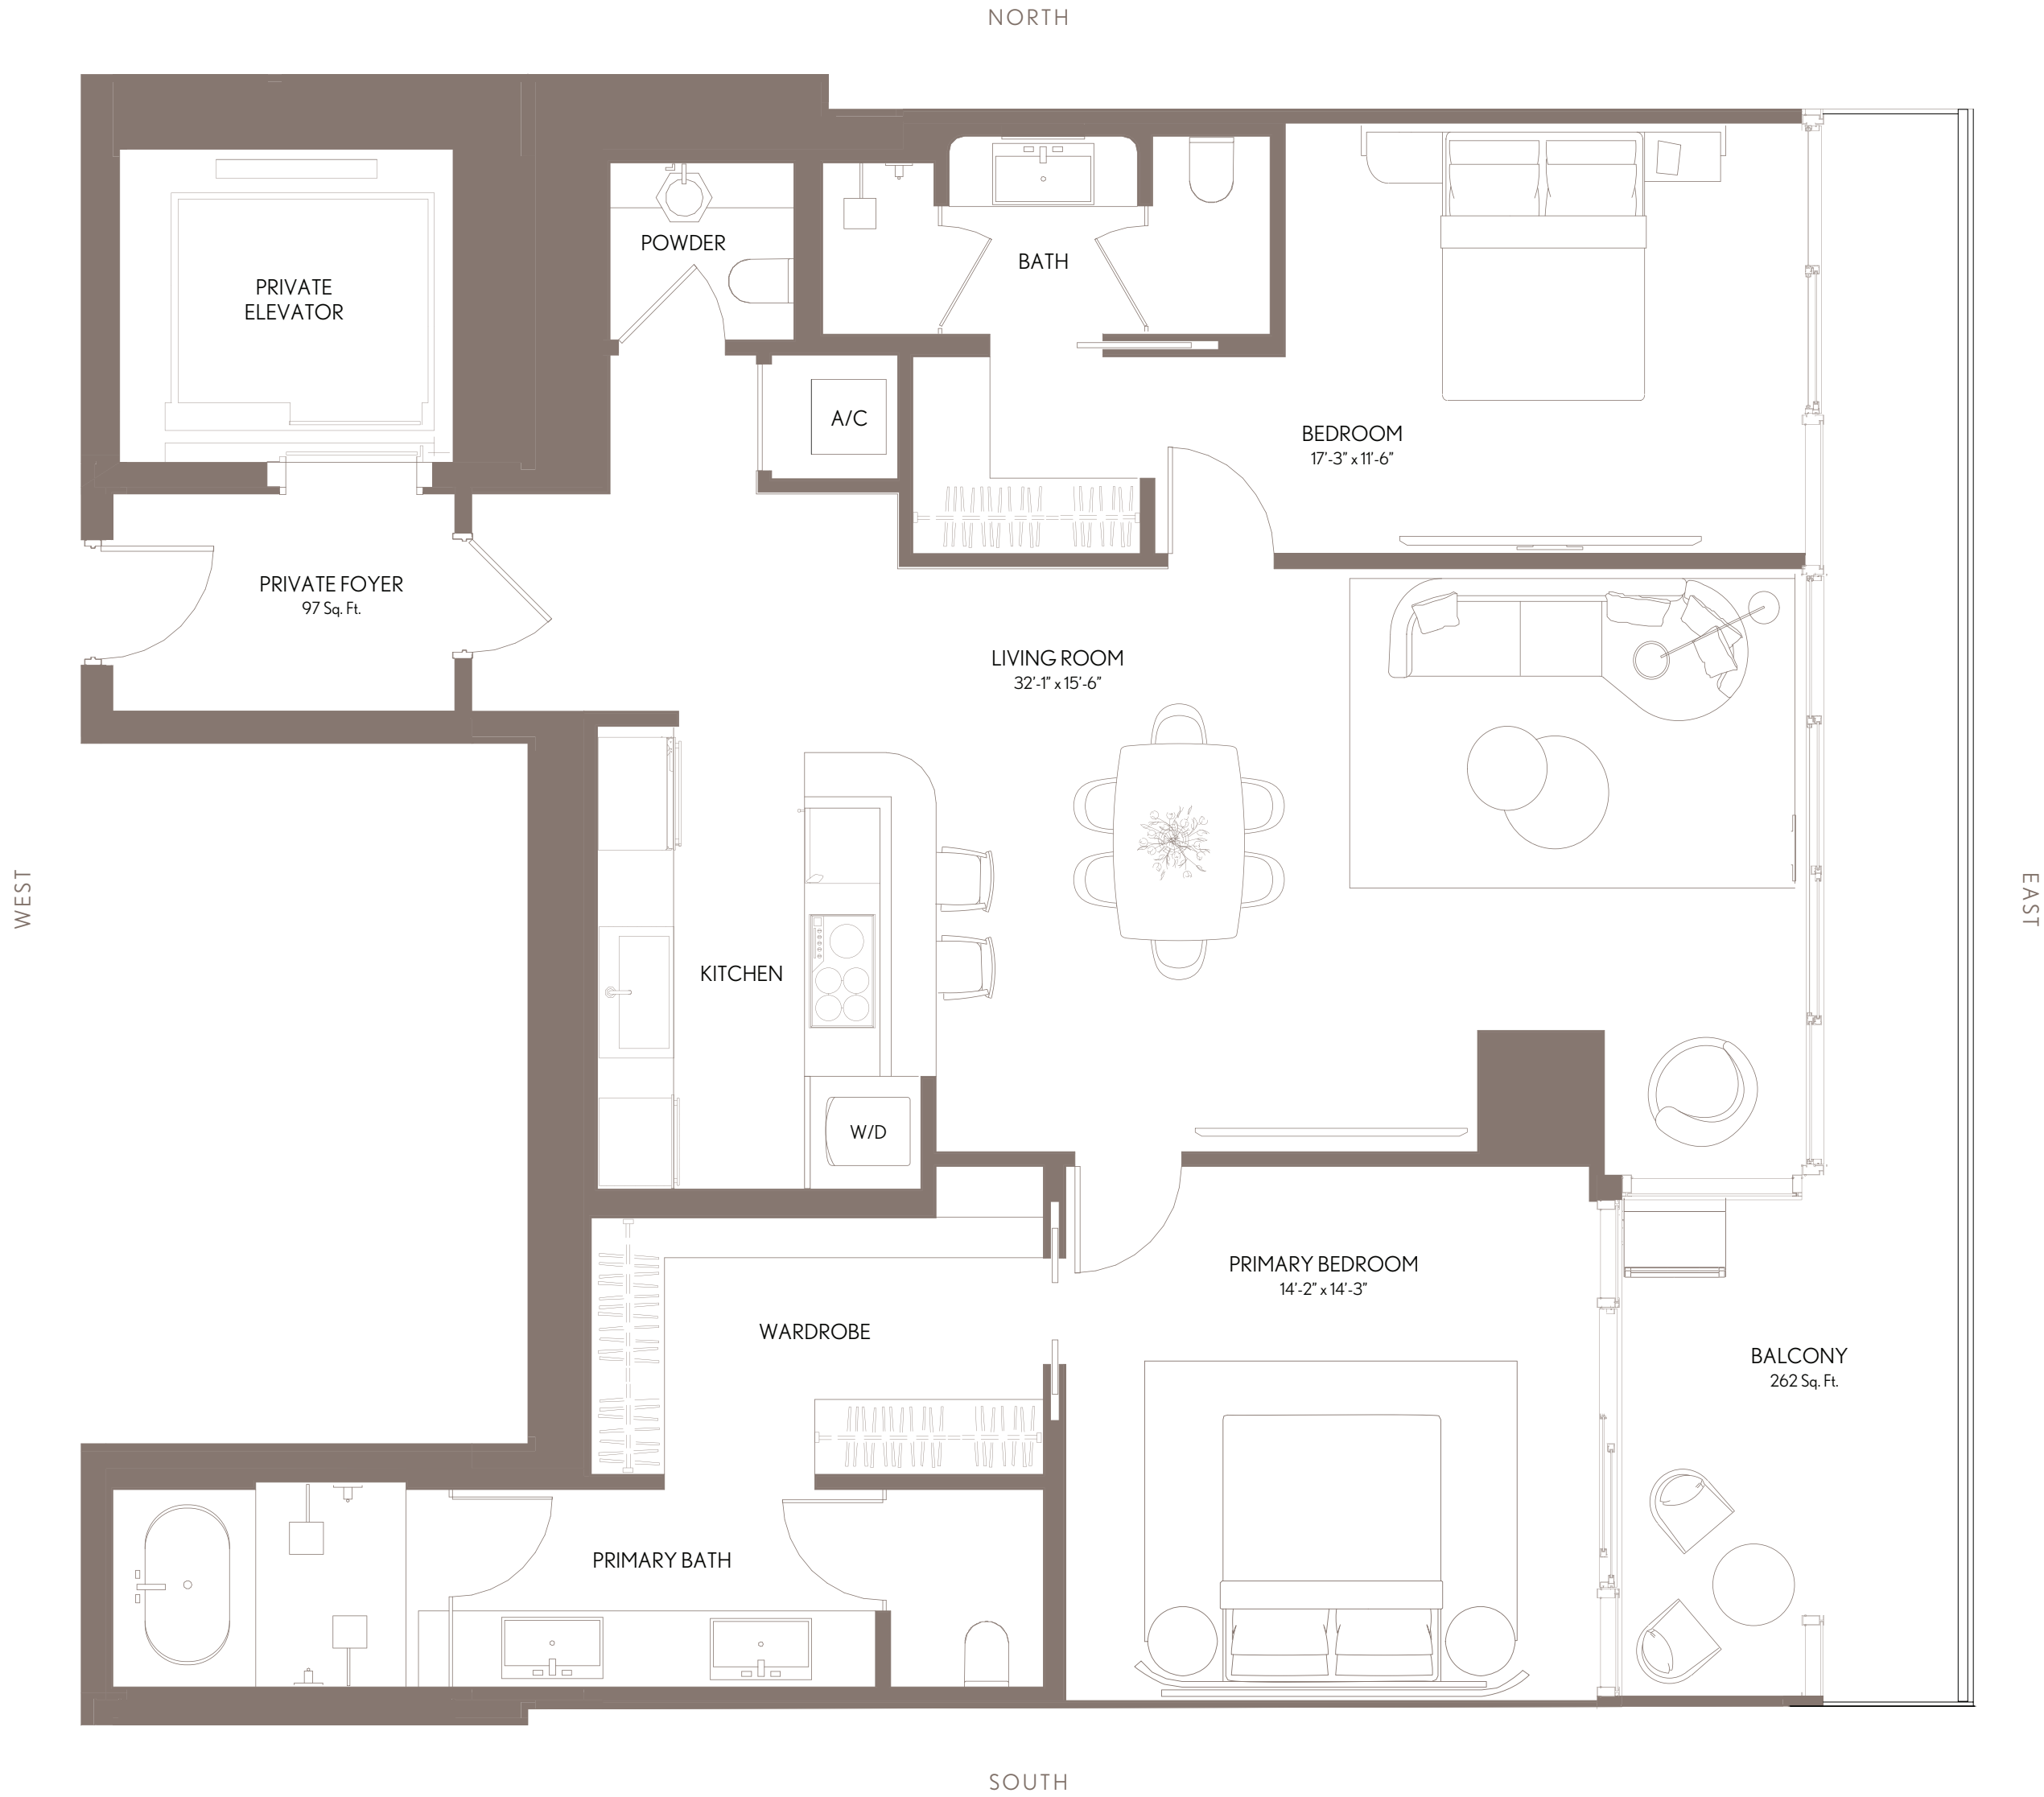 NORTH
PRIVATE
ELEVATOR
POWDER
BATH
A/C
BEDROOM
17'-3" x 11'-6"
PRIVATE FOYER
97 Sq. Ft.
LIVING ROOM
32'-1" x 15'-6"
WEST
EAST
KITCHEN
W/D
PRIMARY BEDROOM
14'-2" x 14'-3"
WARDROBE
BALCONY
262 Sq. Ft.
PRIMARY BATH
SOUTH